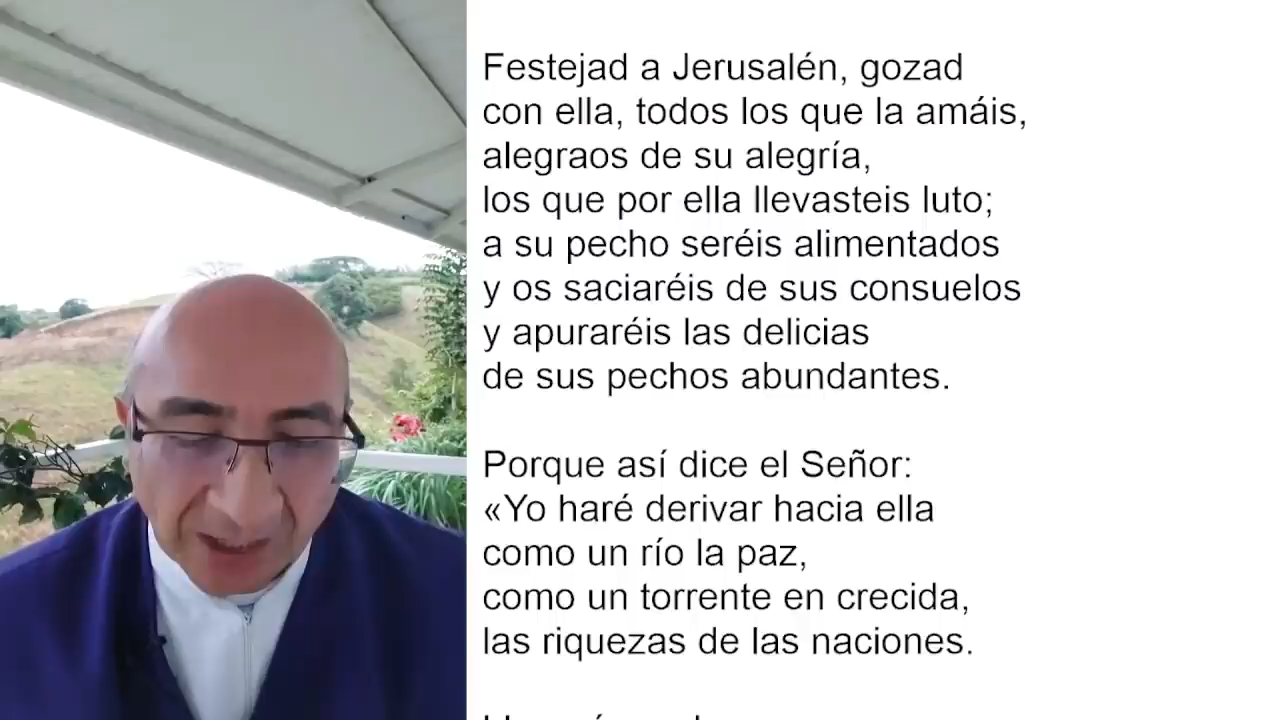 Festejad a Jerusalén, gozad
con ella, todos los que la amáis,
alegraos de su alegría,
los que por ella llevasteis luto;
a su pecho seréis alimentados
y os saciaréis de sus consuelos
y apuraréis las delicias
de sus pechos abundantes.
Porque así dice el Señor:
«Yo haré derivar hacia ella
como un río la paz,
como un torrente en crecida,
las riquezas de las naciones.